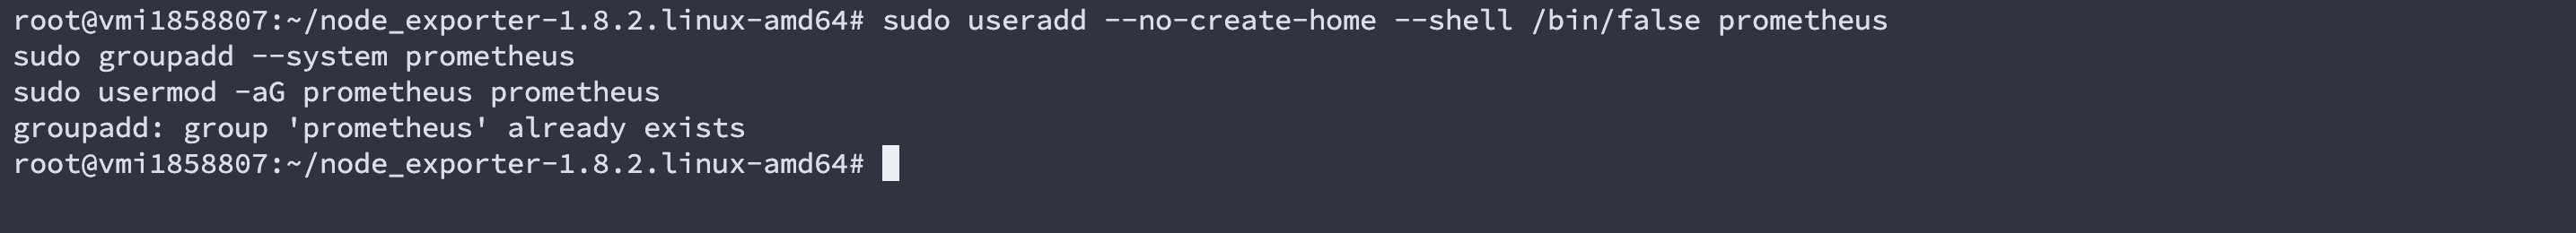 root@vmi1858807:~/node_exporter-1.8.2.linux-amd64# sudo useradd --no-create-home --shell /bin/false prometheus
sudo groupadd --system prometheus
sudo usermod -aG prometheus prometheus
groupadd: group 'prometheus' already exists
root@vmi1858807:~/node_exporter-1.8.2.linux-amd64#